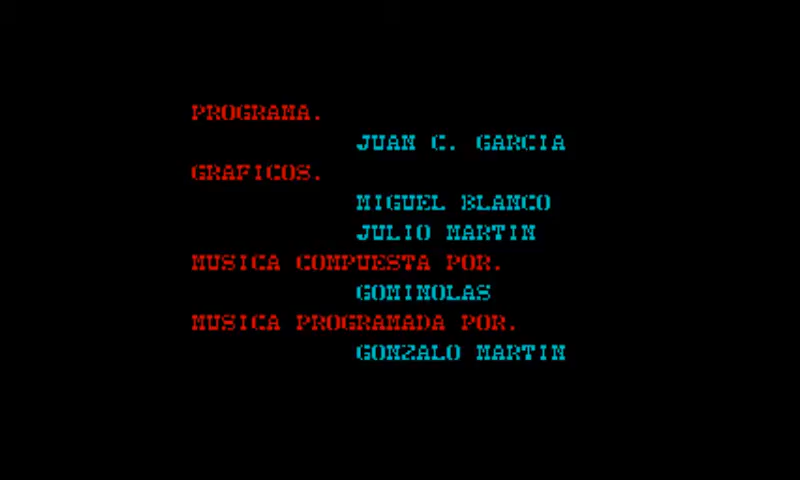 PROGRAMA.
JUAN C. GARCIA
GRAFICOS.
MIGUEL BLANCO
JULIO MARTIN
MUSICA COMPUESTA POR.
GOMINOLAS
MUSICA PROGRAMADA POR.
GONZALO MARTIN